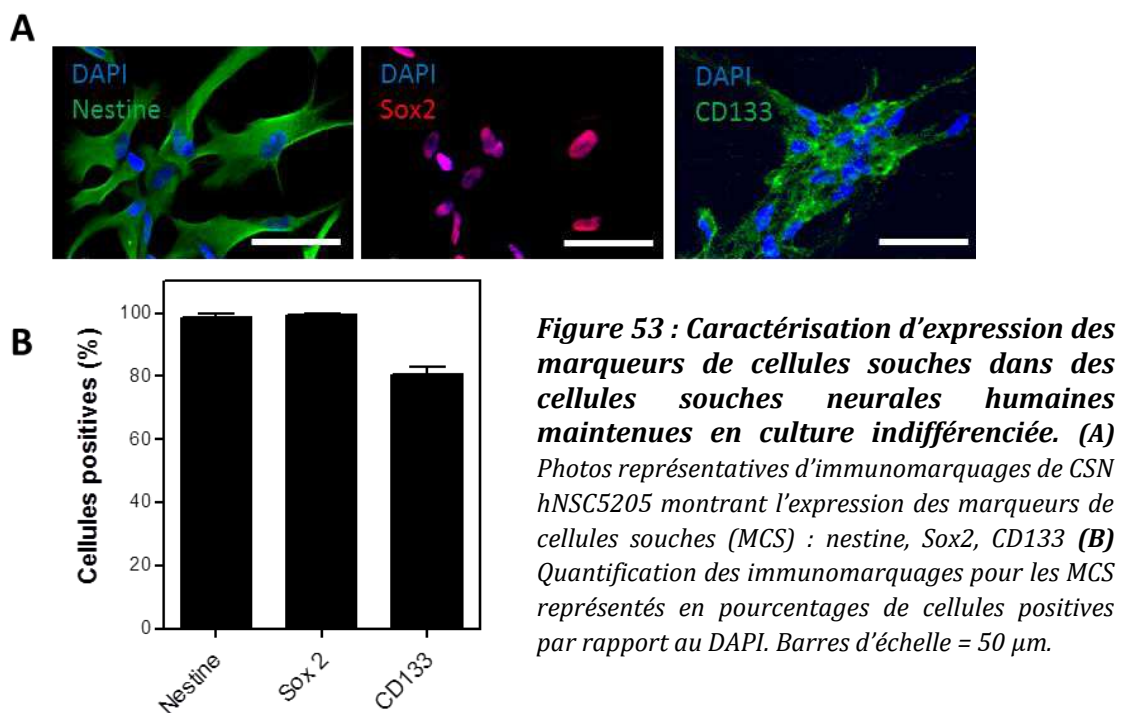 A
DAPI
Nestine
DAPI
Sox2
DAPI
CD133
B
Cellules positives (%)
100
80
60
40
20
0
Nestine
Sox 2
CD133
Figure 53 : Caractérisation d’expression des
marqueurs de cellules souches dans des
cellules souches neurales humaines
maintenues en culture indifférenciée. (A)
Photos représentatives d’immunomarquages de CSN
hNSC5205 montrant l’expression des marqueurs de
cellules souches (MCS) : nestine, Sox2, CD133 (B)
Quantification des immunomarquages pour les MCS
représentés en pourcentages de cellules positives
par rapport au DAPI. Barres d’échelle = 50 µm.